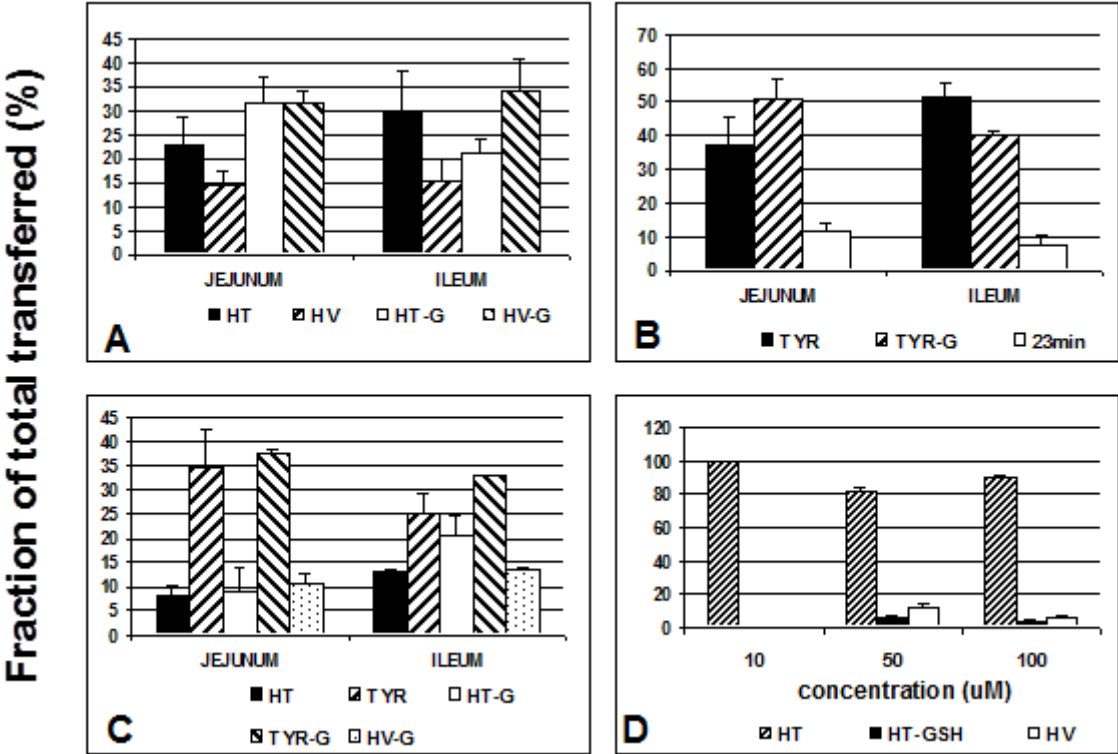 Fraction of total transferred (%)
45
40
35
30
25
20
15
10
5
0
JEJUNUM ILEUM
HT HV HT-G HV-G
A
70
60
50
40
30
20
10
0
JEJUNUM ILEUM
TYR TYR-G 23min
B
45
40
35
30
25
20
15
10
5
0
JEJUNUM ILEUM
HT TYR HT-G
TYR-G HV-G
C
120
100
80
60
40
20
0
10 50 100
concentration (uM)
HT HT-GSH HV
D